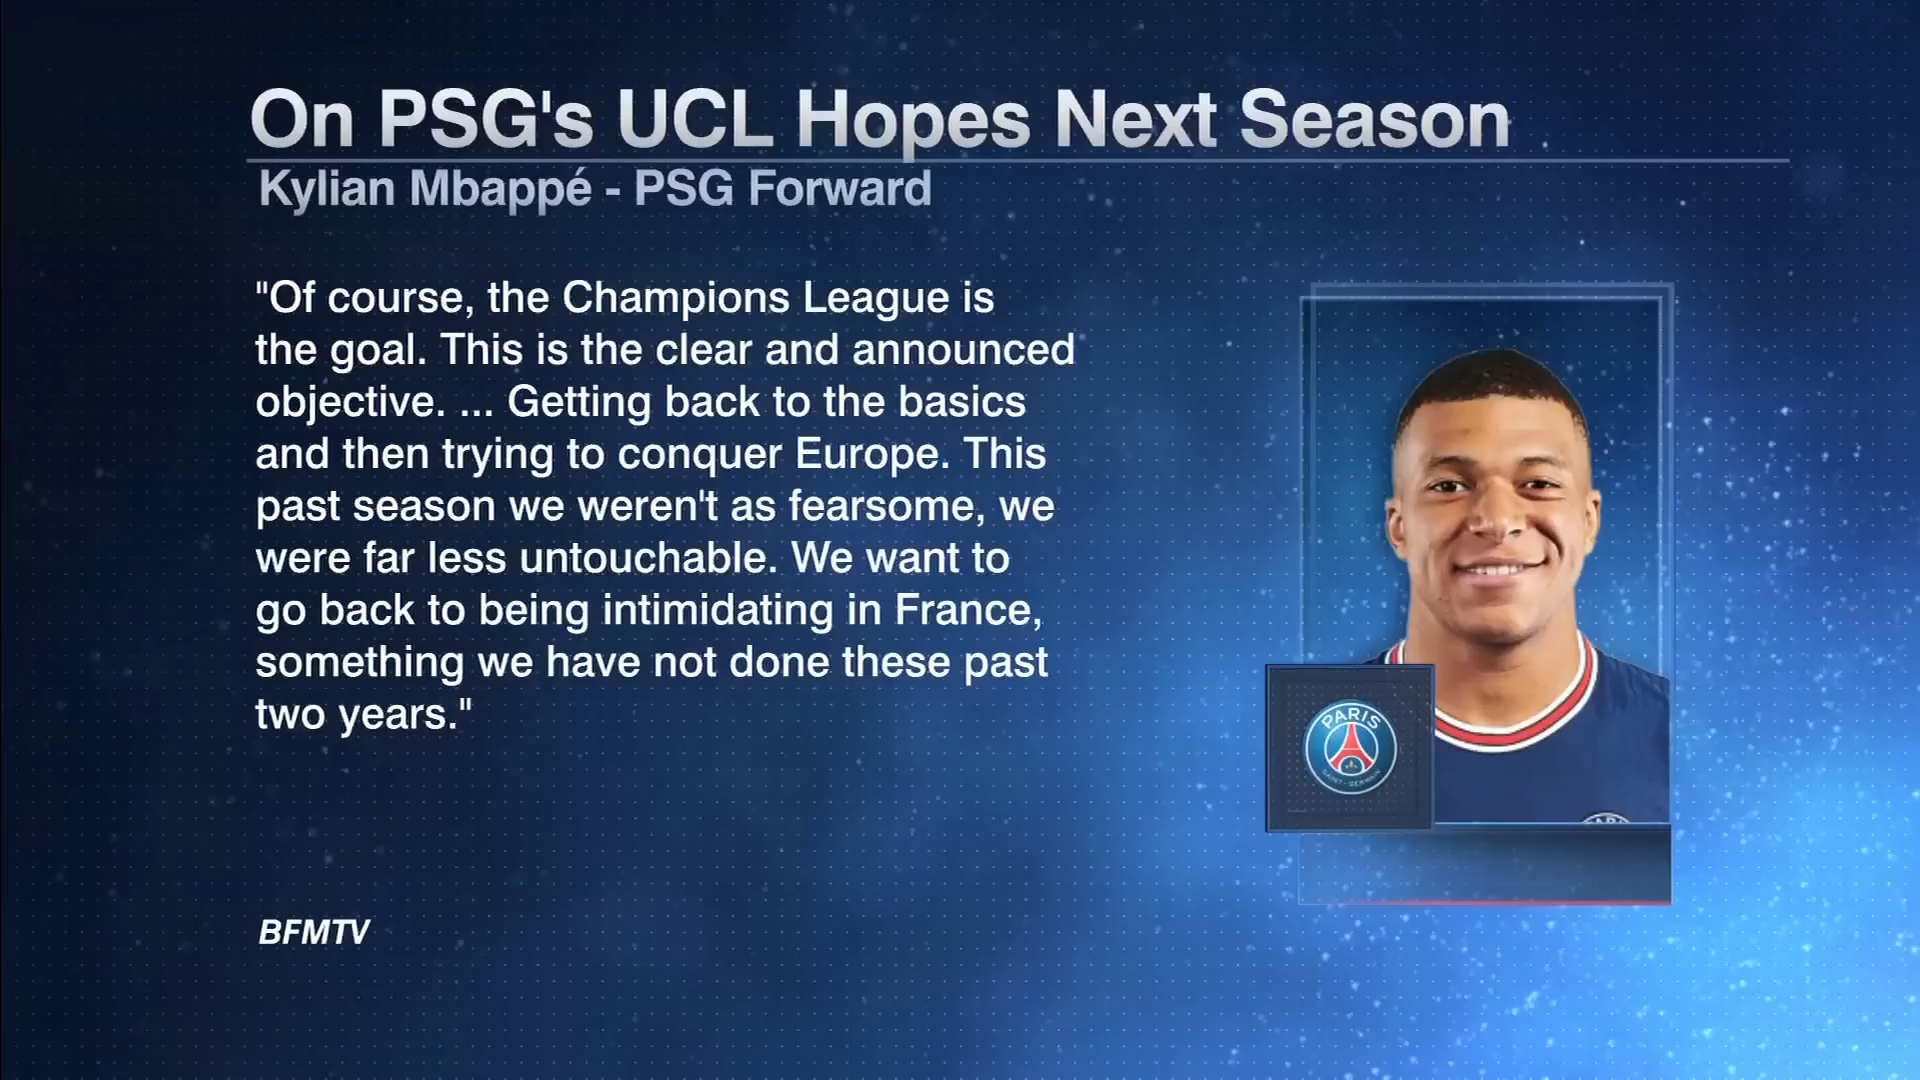 On PSG's UCL Hopes Next Season
Kylian Mbappé - PSG Forward
"Of course, the Champions League is
the goal. This is the clear and announced
objective. ... Getting back to the basics
and then trying to conquer Europe. This
past season we weren't as fearsome, we
were far less untouchable. We want to
go back to being intimidating in France,
something we have not done these past
two years."
PARIS
SAINT-GERMAIN
BFMTV